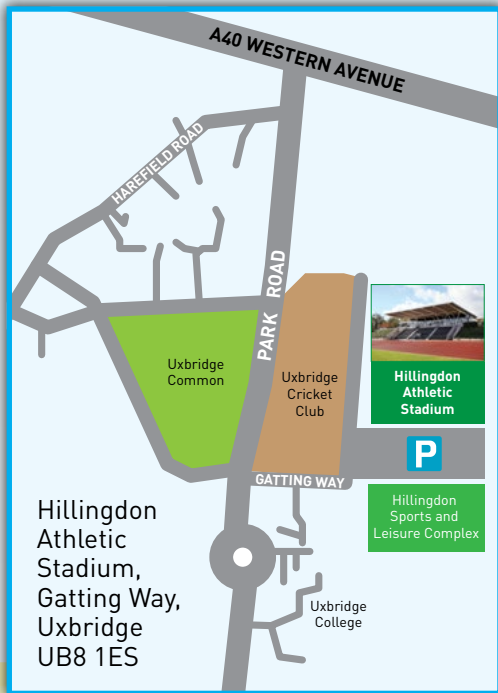 A40 WESTERN AVENUE
HAREFIELD ROAD
PARK ROAD
Uxbridge
Common
Uxbridge
Cricket
Club
Hillingdon
Athletic
Stadium
P
GATTING WAY
Hillingdon
Sports and
Leisure Complex
Hillingdon
Athletic
Stadium,
Gatting Way,
Uxbridge
UB8 1ES
Uxbridge
College